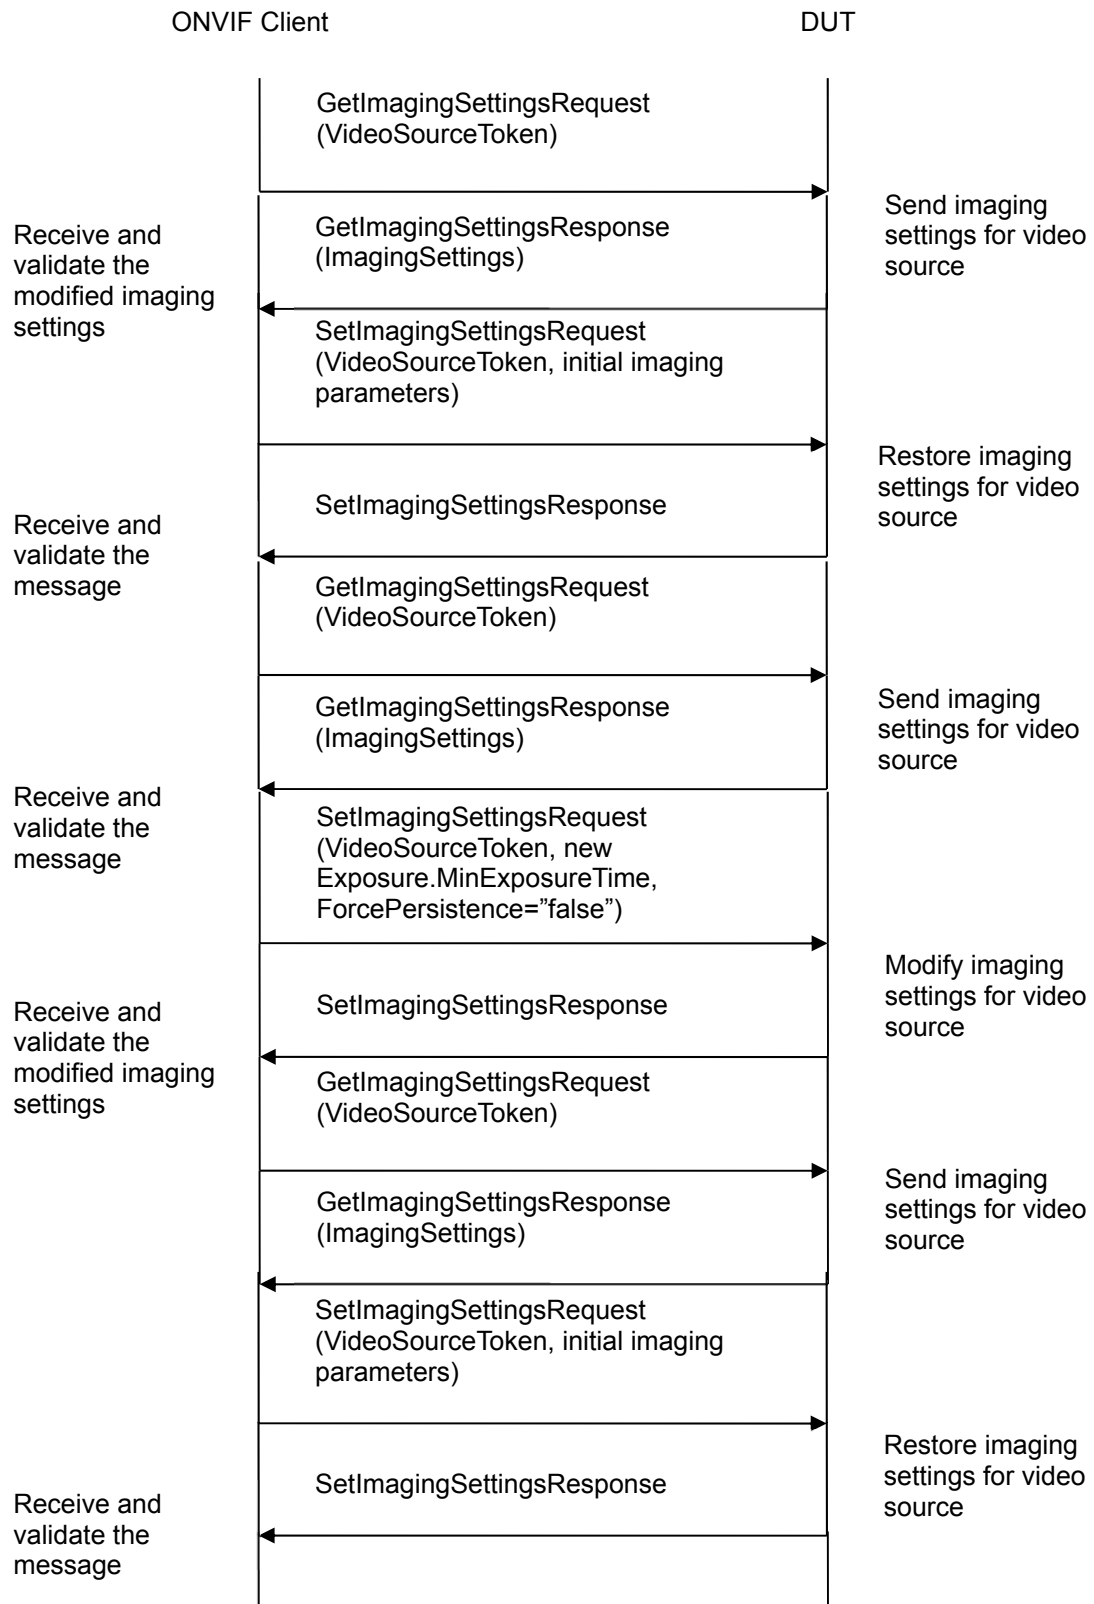 ONVIF Client
DUT
GetImagingSettingsRequest
(VideoSourceToken)
Send imaging
settings for video
source
Receive and
validate the
modified imaging
settings
GetImagingSettingsResponse
(ImagingSettings)
SetImagingSettingsRequest
(VideoSourceToken, initial imaging
parameters)
Restore imaging
settings for video
source
SetImagingSettingsResponse
Receive and
validate the
message
GetImagingSettingsRequest
(VideoSourceToken)
Send imaging
settings for video
source
GetImagingSettingsResponse
(ImagingSettings)
Receive and
validate the
message
SetImagingSettingsRequest
(VideoSourceToken, new
Exposure.MinExposureTime,
ForcePersistence=”false”)
Modify imaging
settings for video
source
SetImagingSettingsResponse
Receive and
validate the
modified imaging
settings
GetImagingSettingsRequest
(VideoSourceToken)
Send imaging
settings for video
source
GetImagingSettingsResponse
(ImagingSettings)
SetImagingSettingsRequest
(VideoSourceToken, initial imaging
parameters)
Restore imaging
settings for video
source
SetImagingSettingsResponse
Receive and
validate the
message